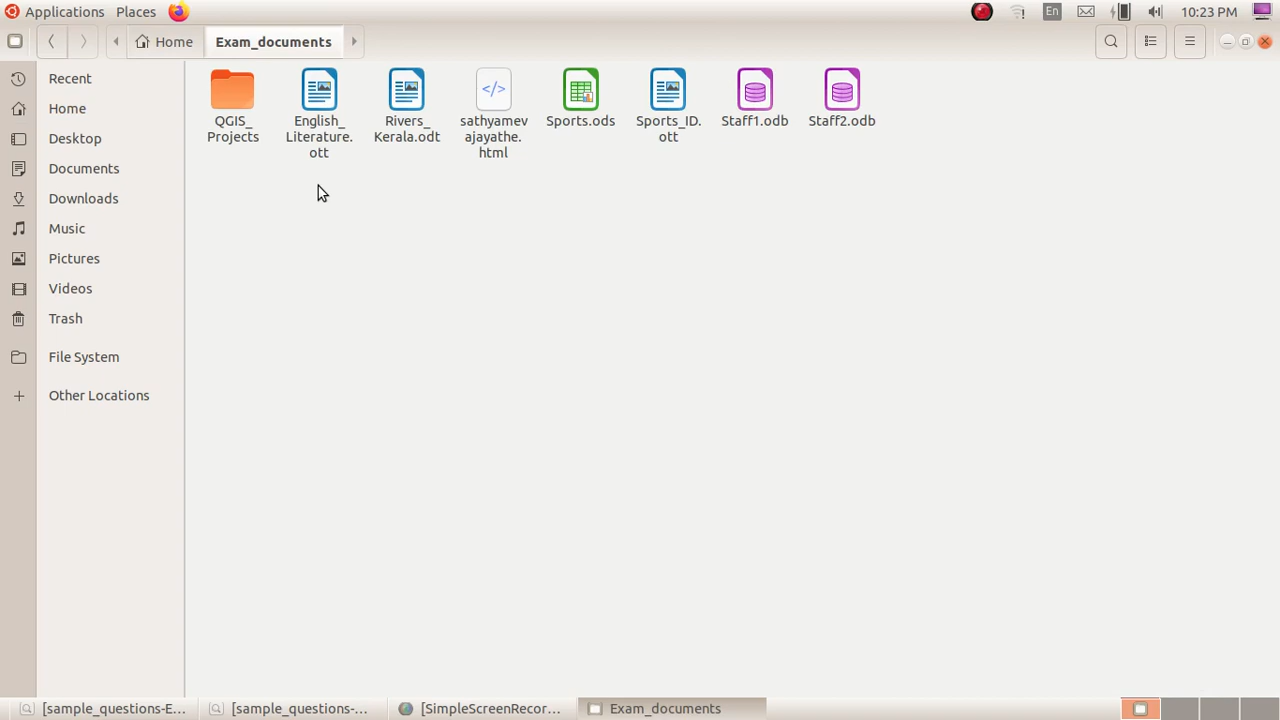 Applications Places En 10:23 PM
Home Exam_documents
Recent
Home
Desktop
Documents
Downloads
Music
Pictures
Videos
Trash
File System
Other Locations
QGIS_
Projects
English_
Literature.
ott
Rivers_
Kerala.odt
sathyamev
ajayathe.
html
Sports.ods
Sports_ID.
ott
Staff1.odb
Staff2.odb
[sample_questions-E... [sample_questions-... [SimpleScreenRecor... Exam_documents